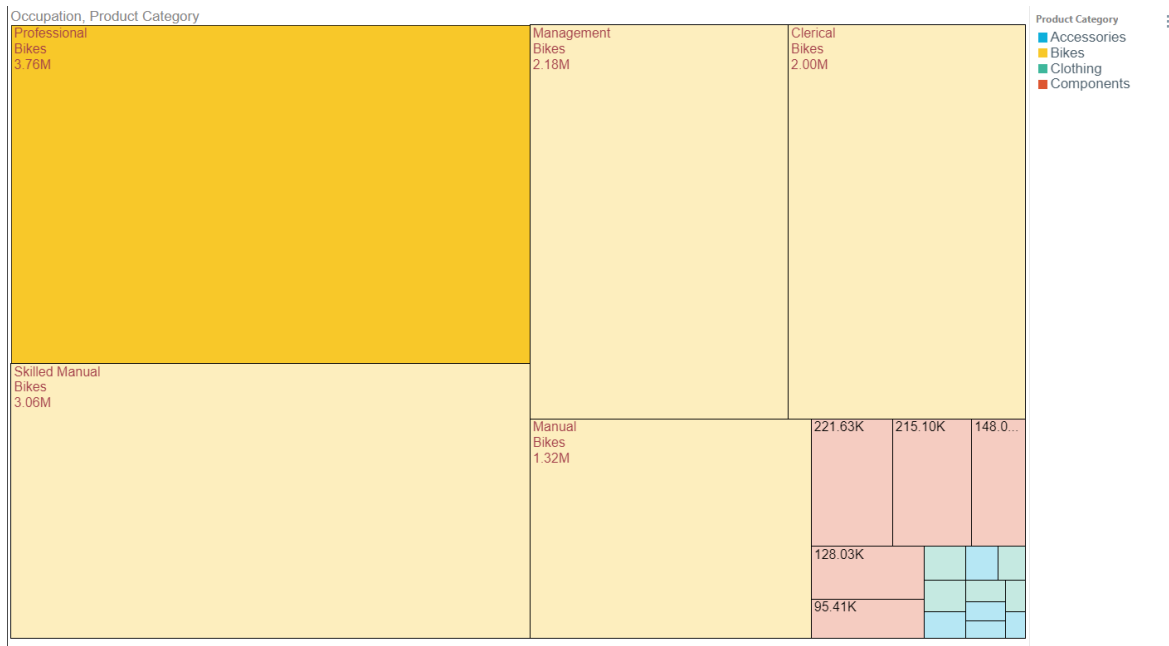 Occupation, Product Category
Professional
Bikes
3.76M
Management
Bikes
2.18M
Clerical
Bikes
2.00M
Skilled Manual
Bikes
3.06M
Manual
Bikes
1.32M
221.63K
215.10K
148.0...
128.03K
95.41K
Product Category
Accessories
Bikes
Clothing
Components